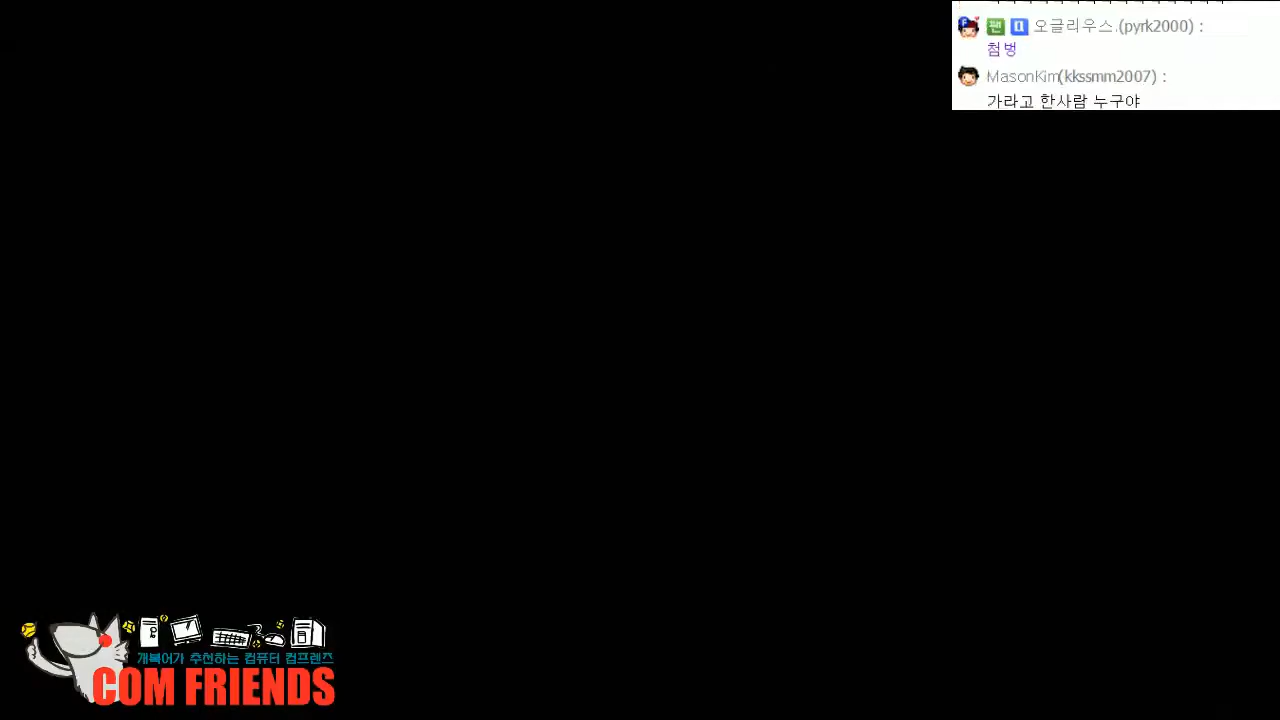 팬 오글리우스.(pyrk2000) :
첨벙
MasonKim(kkssmm2007) :
가라고 한사람 누구야
개복어가 추천하는 컴퓨터 컴프렌즈
COM FRIENDS